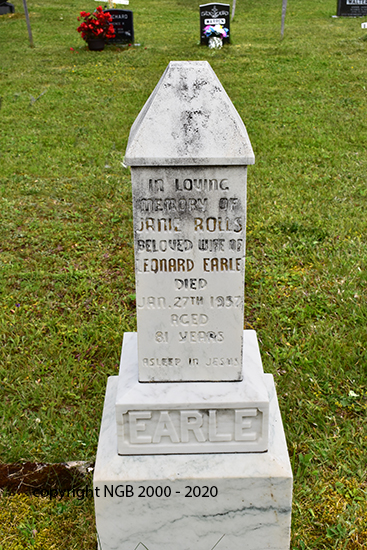 IN LOVING
MEMORY OF
JANIE ROLLS
BELOVED WIFE OF
LEONARD EARLE
DIED
JAN. 27TH 1957
AGED
81 YEARS
ASLEEP IN JESUS
EARLE
copyright NGB 2000 - 2020